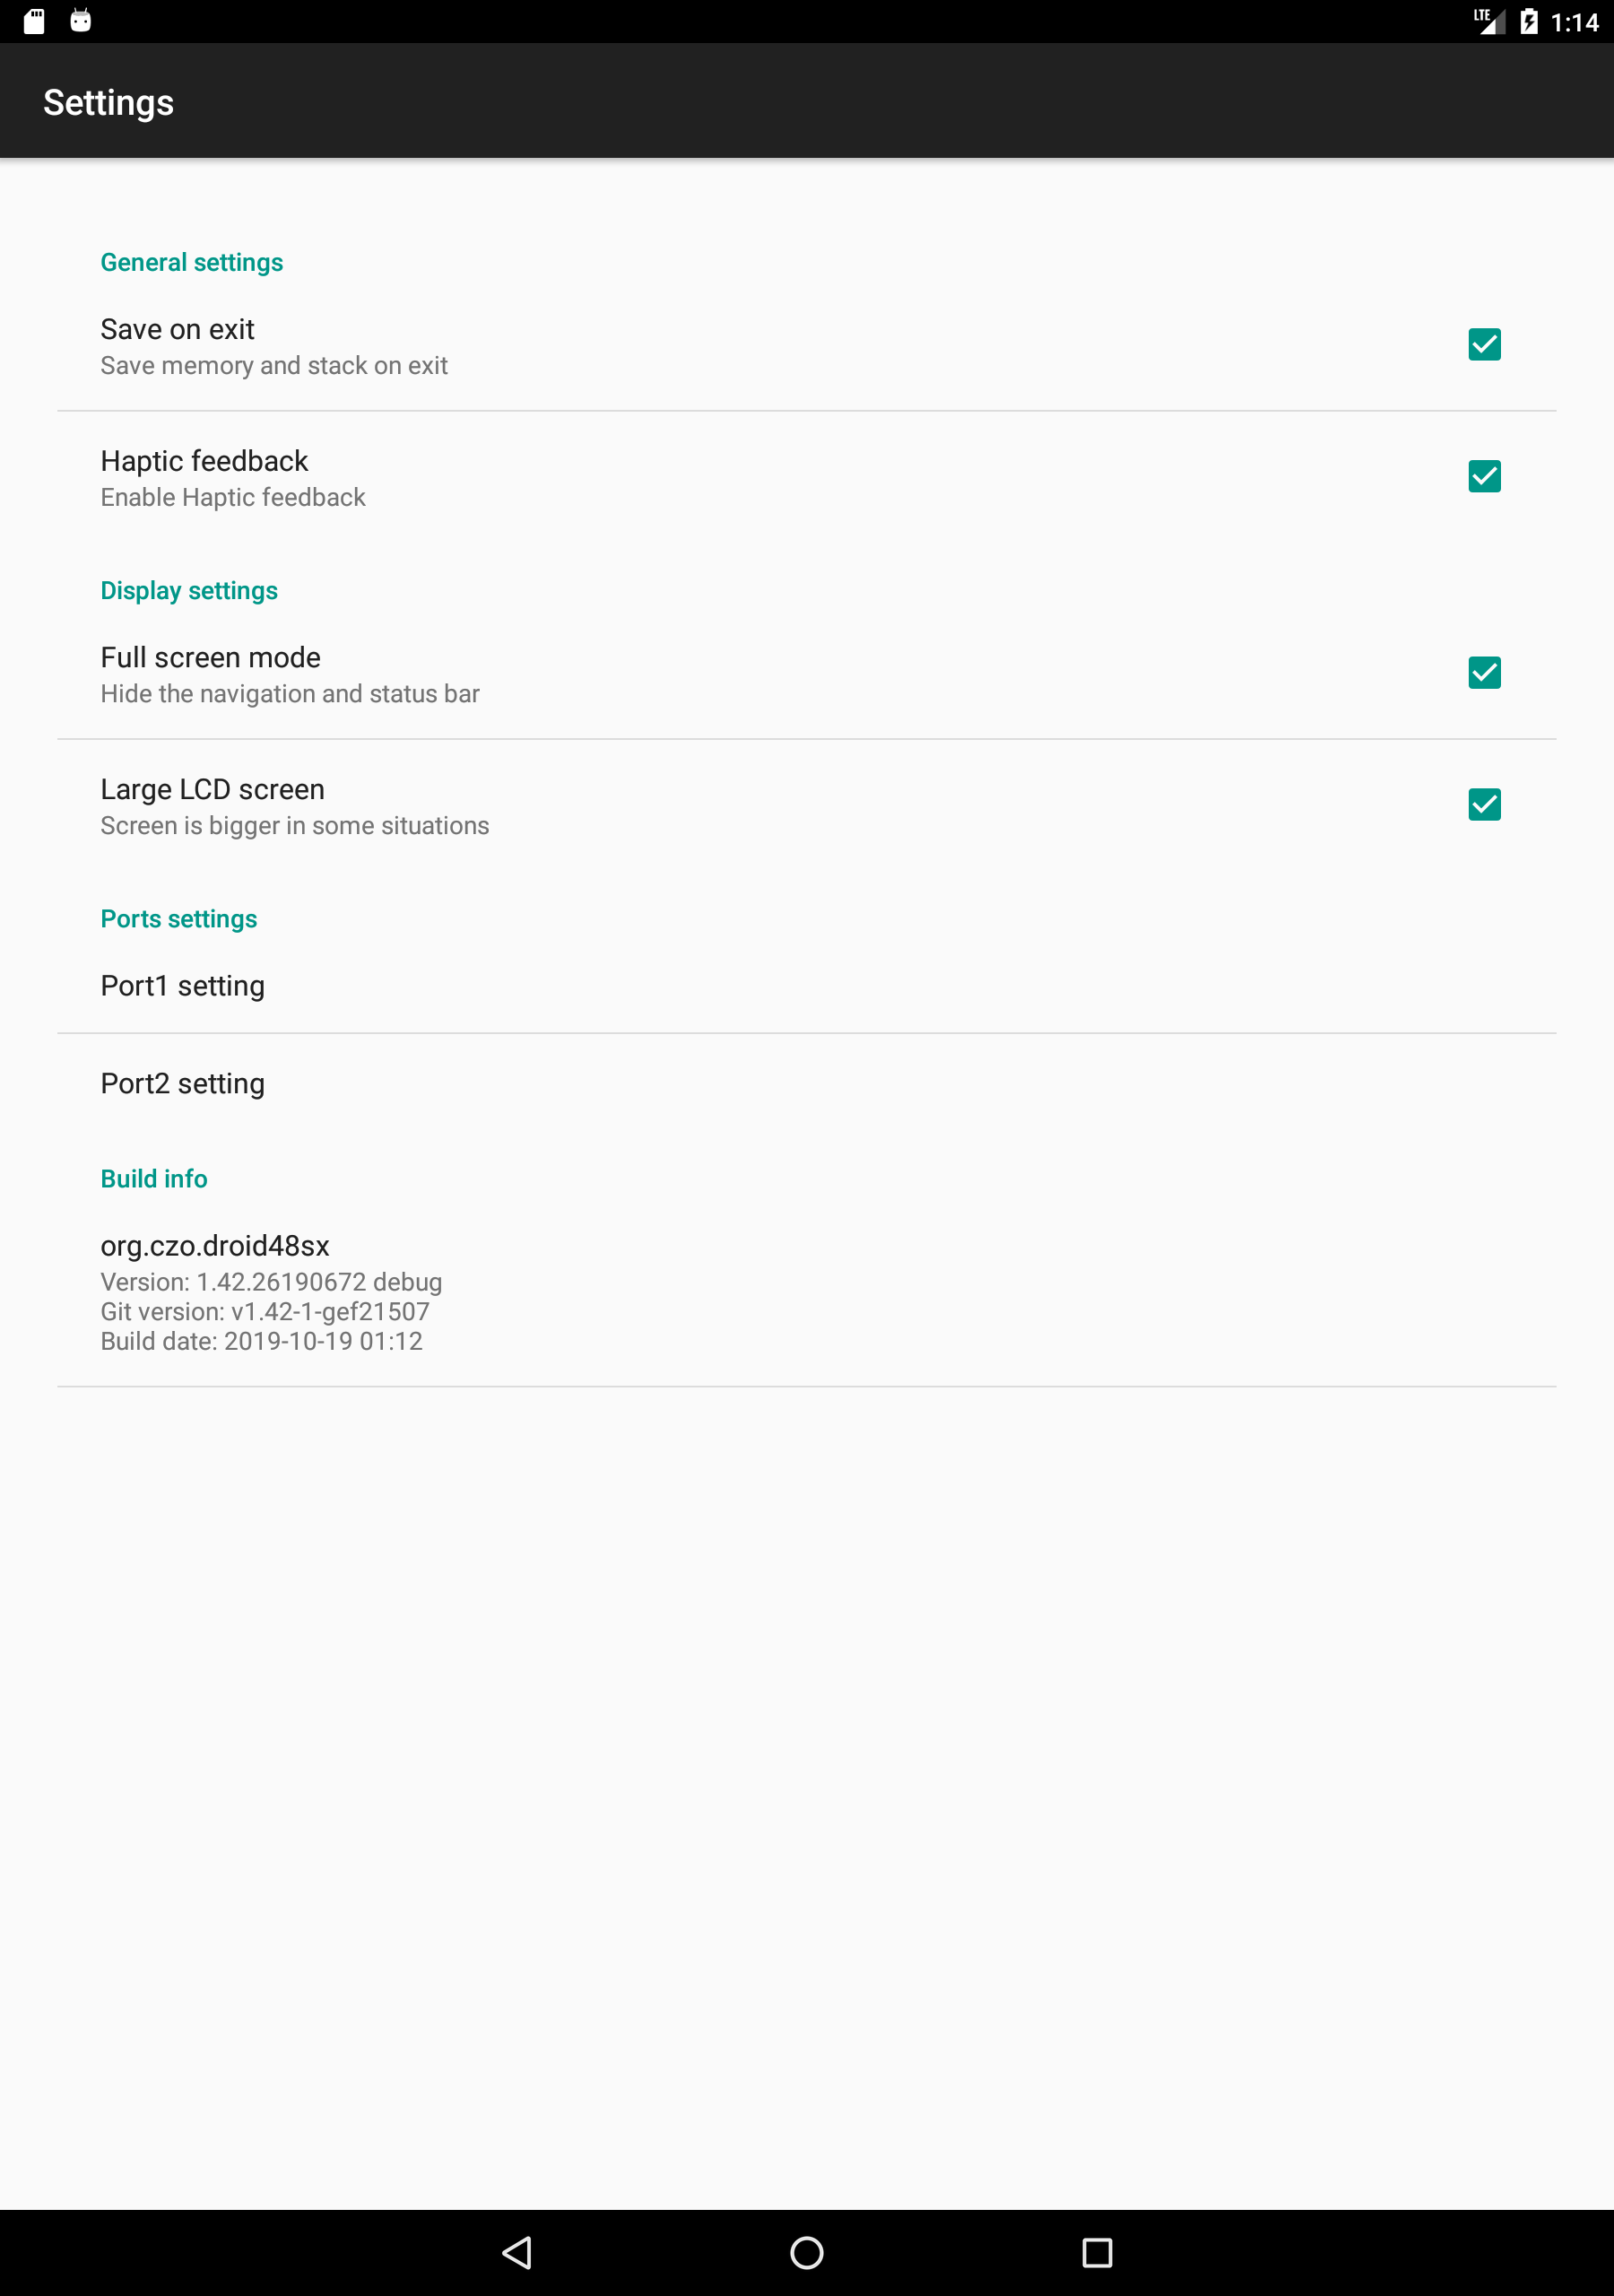 LTE 1:14
Settings
General settings
Save on exit
Save memory and stack on exit
Haptic feedback
Enable Haptic feedback
Display settings
Full screen mode
Hide the navigation and status bar
Large LCD screen
Screen is bigger in some situations
Ports settings
Port1 setting
Port2 setting
Build info
org.czo.droid48sx
Version: 1.42.26190672 debug
Git version: v1.42-1-gef21507
Build date: 2019-10-19 01:12